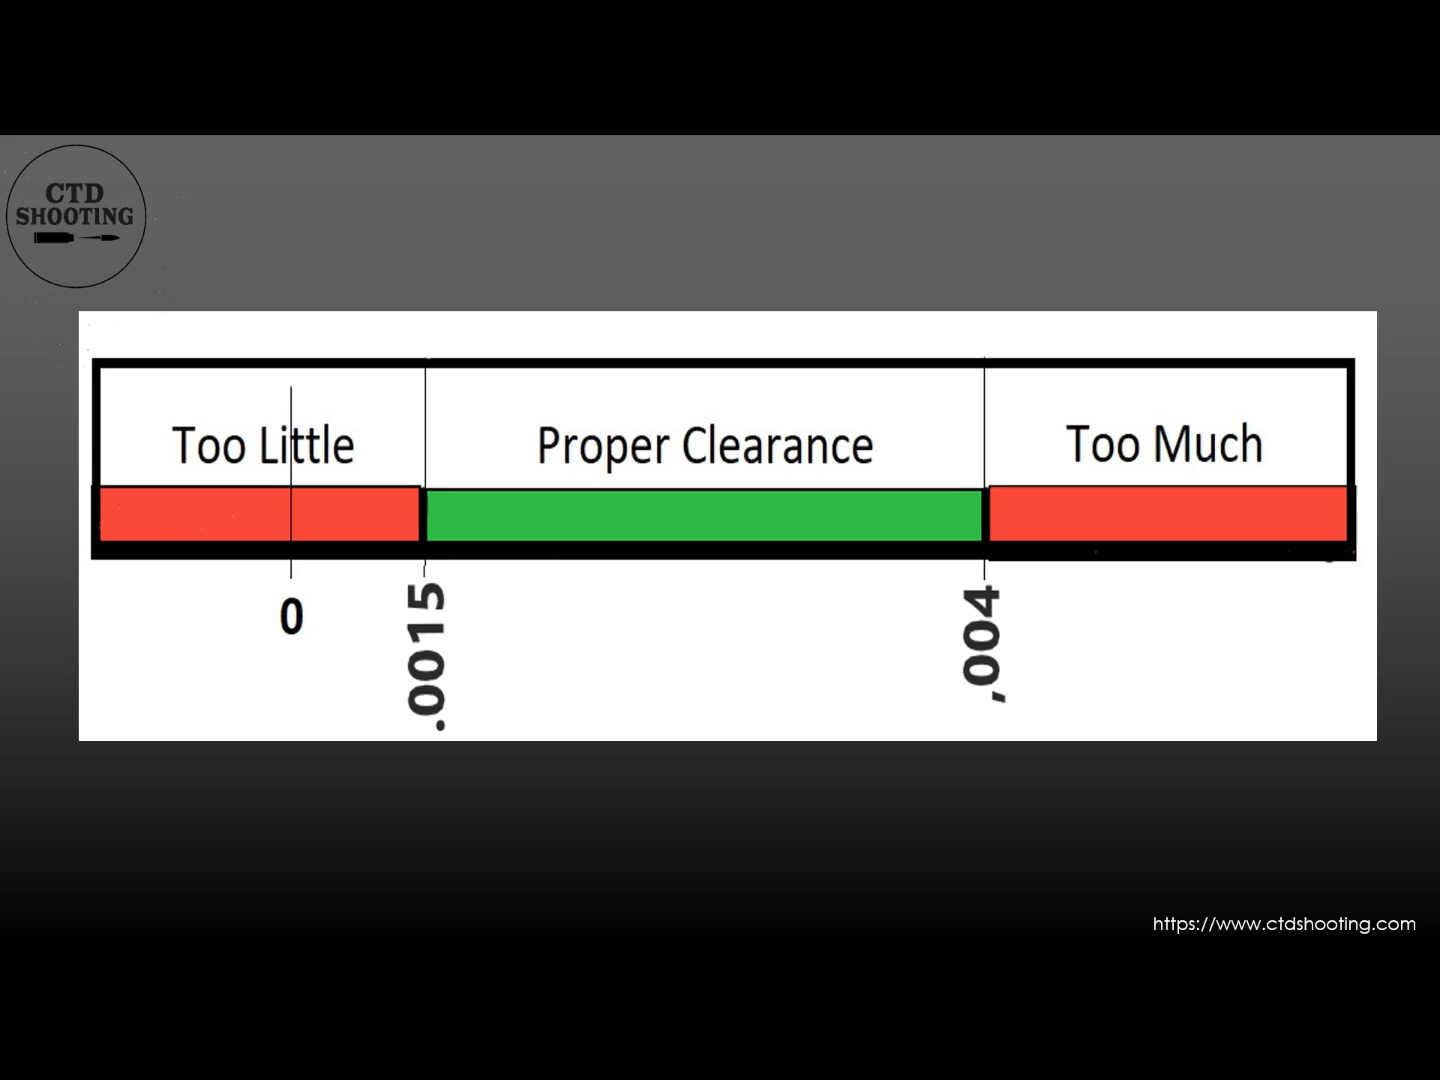 CTD
SHOOTING
Too Little
Proper Clearance
Too Much
0
.0015
,004
https://www.ctdshooting.com